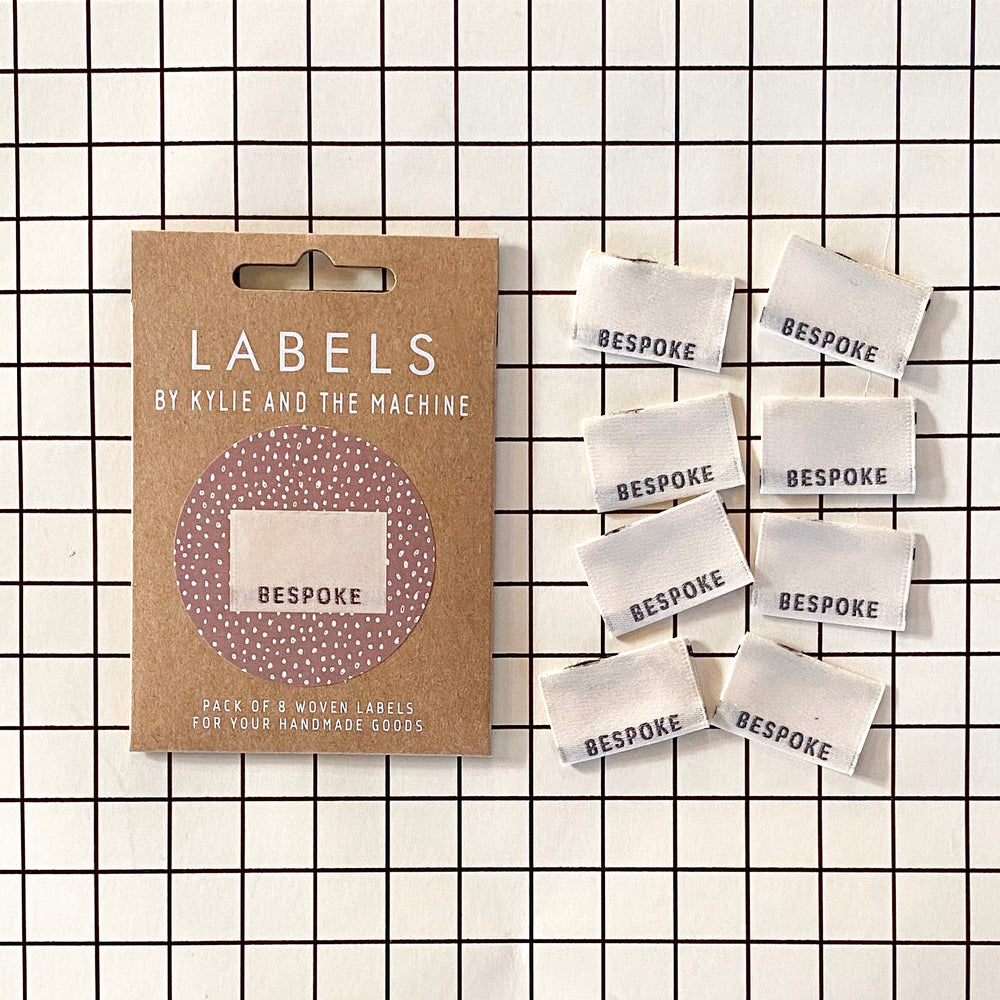 LABELS
BY KYLIE AND THE MACHINE
BESPOKE
PACK OF 8 WOVEN LABELS
FOR YOUR HANDMADE GOODS
BESPOKE
BESPOKE
BESPOKE
BESPOKE
BESPOKE
BESPOKE
BESPOKE
BESPOKE